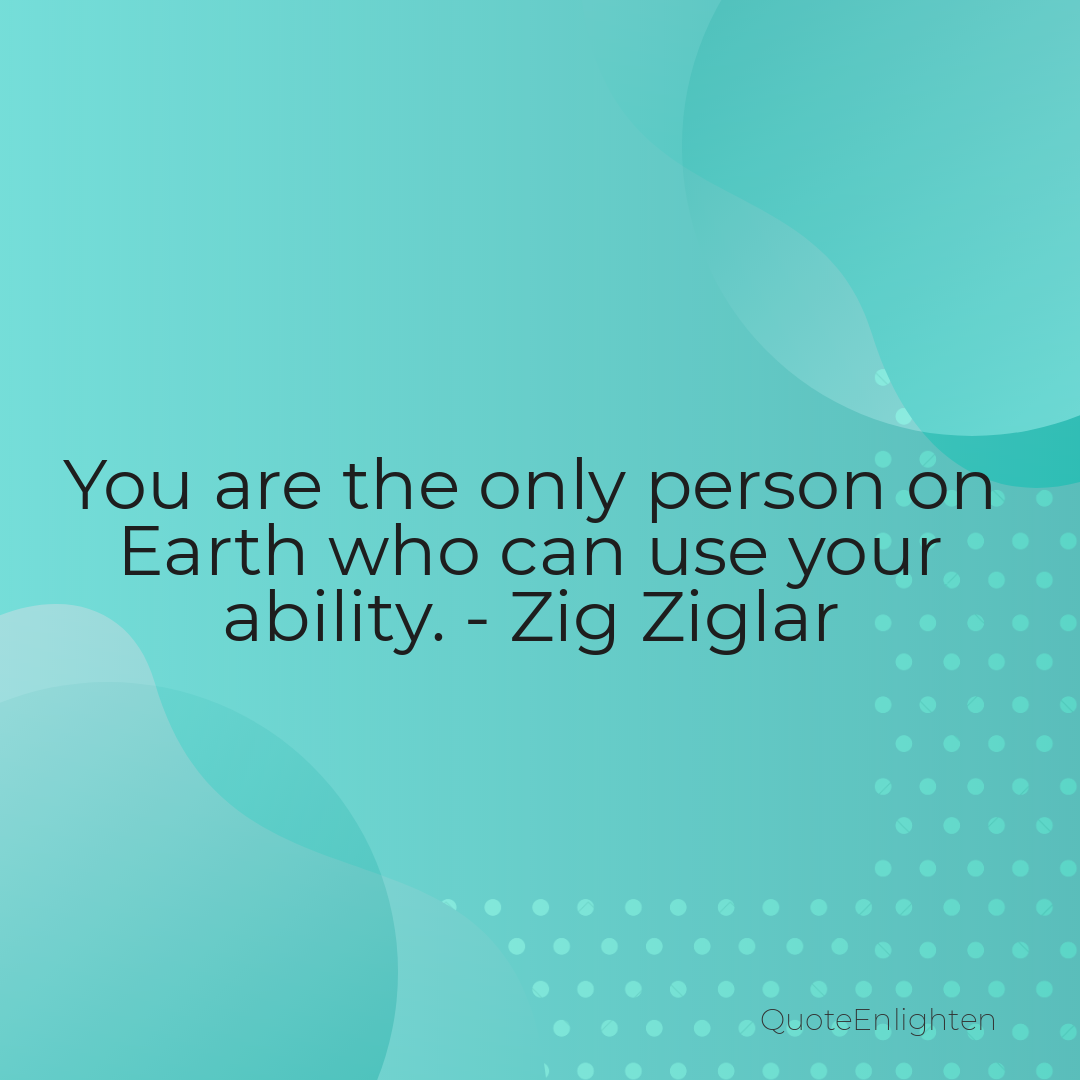 You are the only person on
Earth who can use your
ability. - Zig Ziglar
QuoteEnlighten